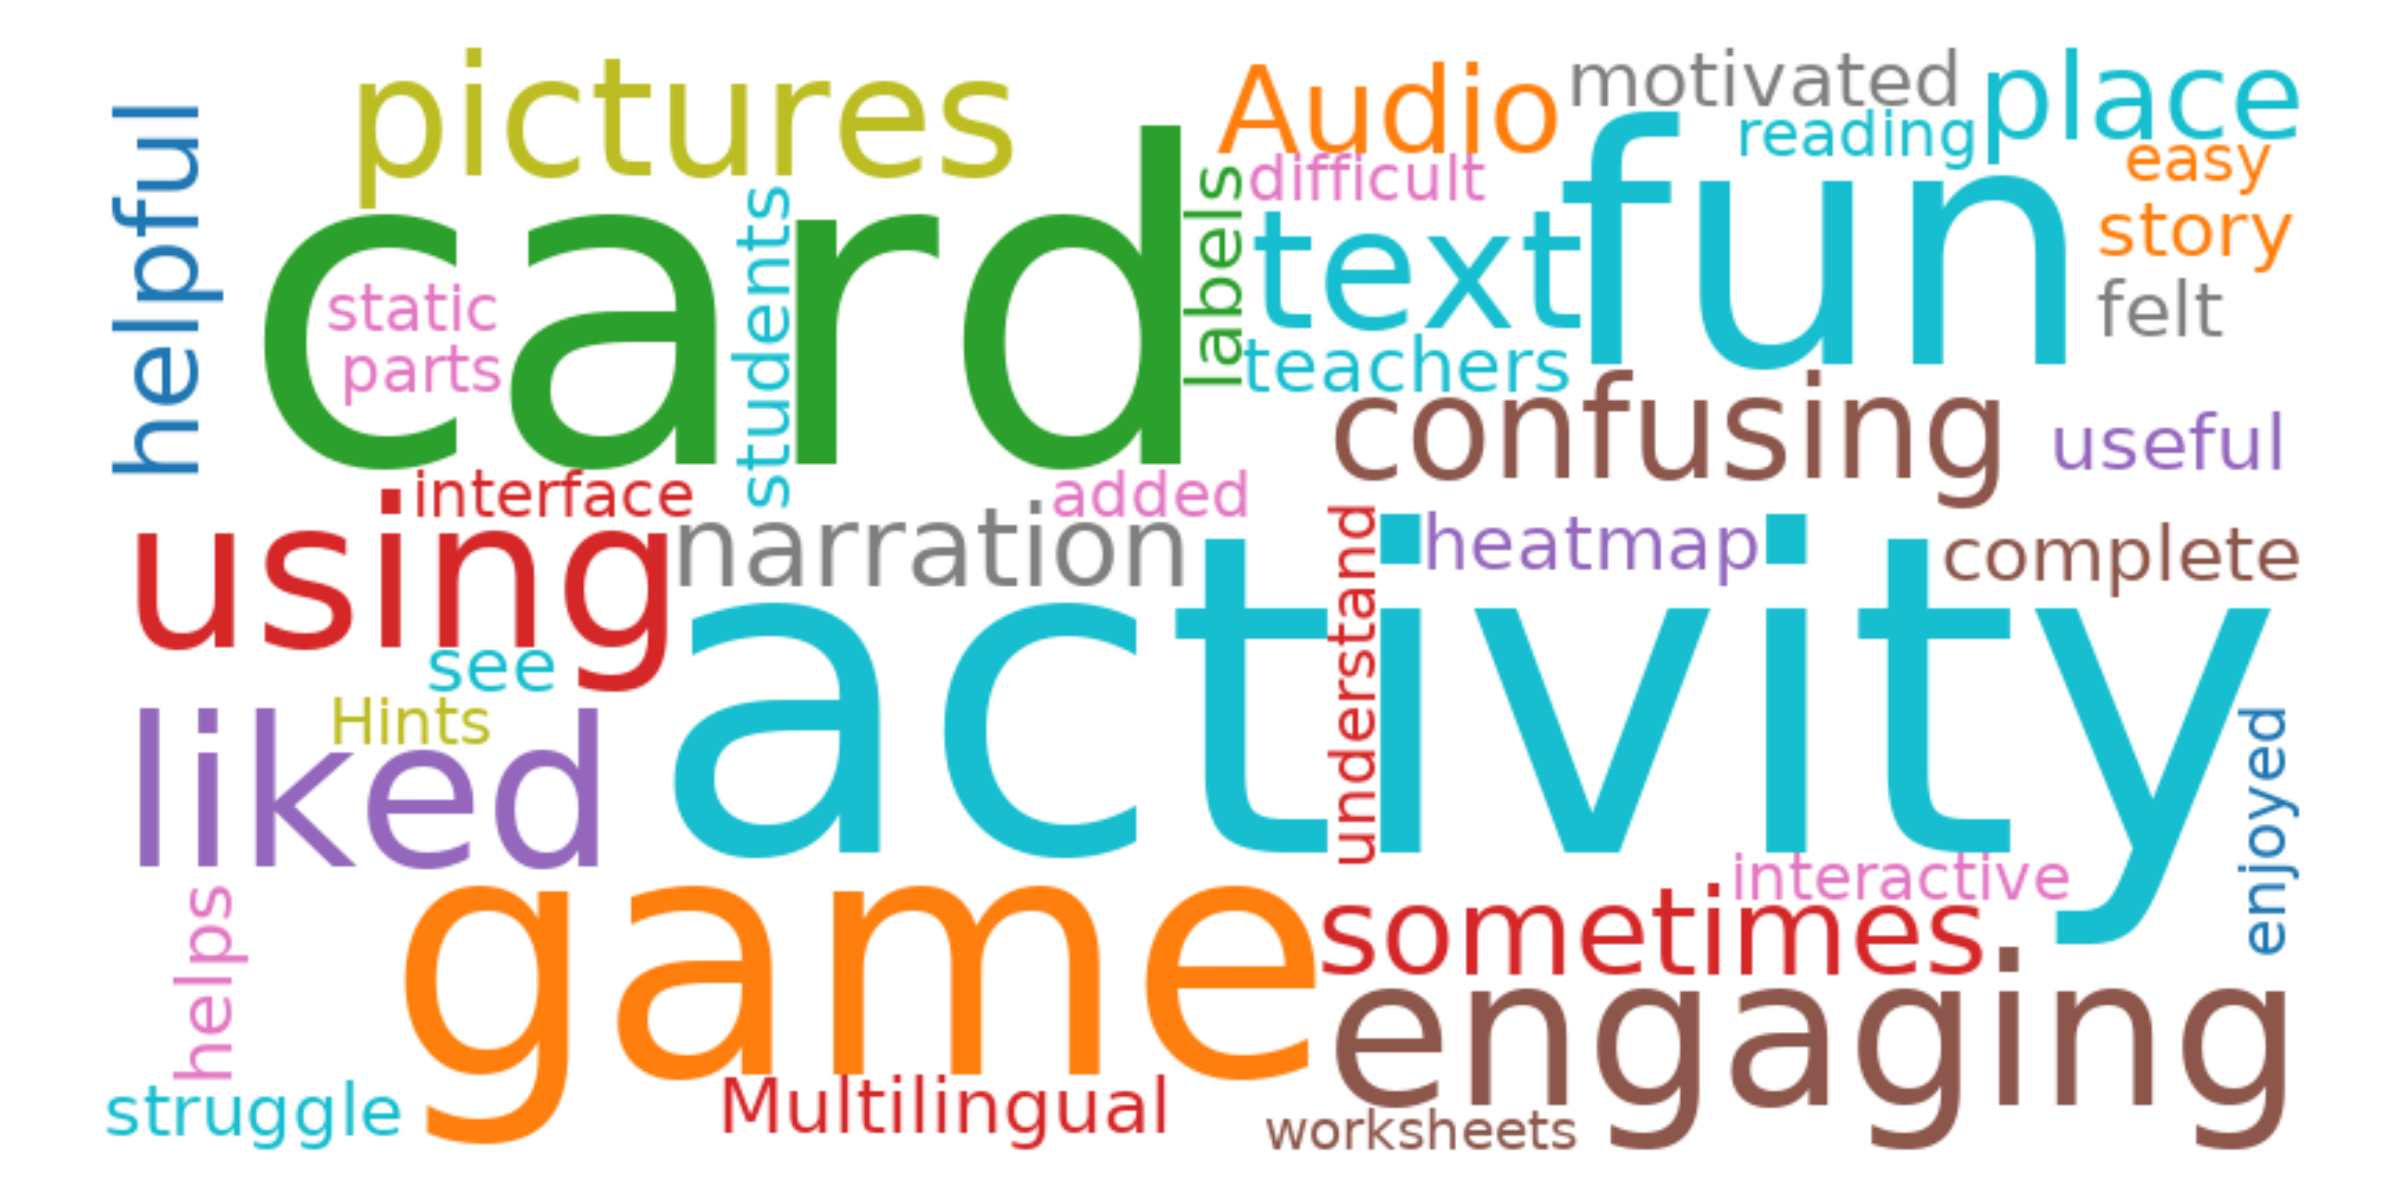 helpful
pictures
Audio
motivated
place
reading
easy
difficult
card
students
labels
text
fun
story
static
felt
parts
teachers
confusing
useful
interface
added
using
narration
understand
heatmap
complete
see
activity
Hints
liked
enjoyed
helps
game
interactive
sometimes
engaging
struggle
Multilingual
worksheets